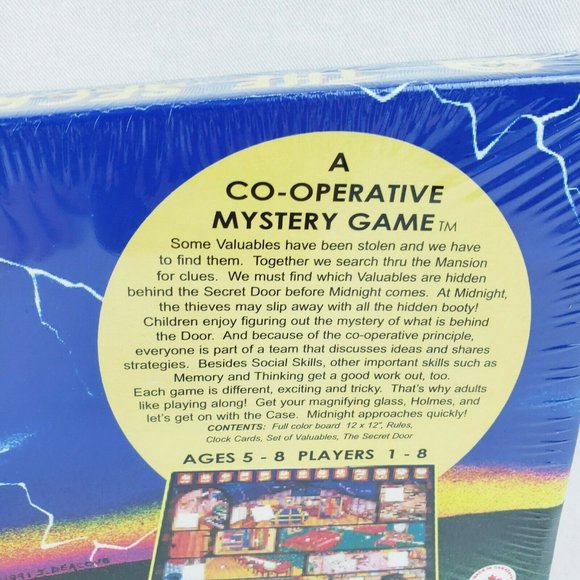 THE SEC
A
CO-OPERATIVE
MYSTERY GAME TM
Some Valuables have been stolen and we have
to find them. Together we search thru the Mansion
for clues. We must find which Valuables are hidden
behind the Secret Door before Midnight comes. At Midnight,
the thieves may slip away with all the hidden booty!
Children enjoy figuring out the mystery of what is behind
the Door. And because of the co-operative principle,
everyone is part of a team that discusses ideas and shares
strategies. Besides Social Skills, other important skills such as
Memory and Thinking get a good work out, too.
Each game is different, exciting and tricky. That's why adults
like playing along! Get your magnifying glass, Holmes, and
let's get on with the Case. Midnight approaches quickly!
CONTENTS: Full color board 12 x 12", Rules,
Clock Cards, Set of Valuables, The Secret Door
AGES 5 - 8 PLAYERS 1 - 8